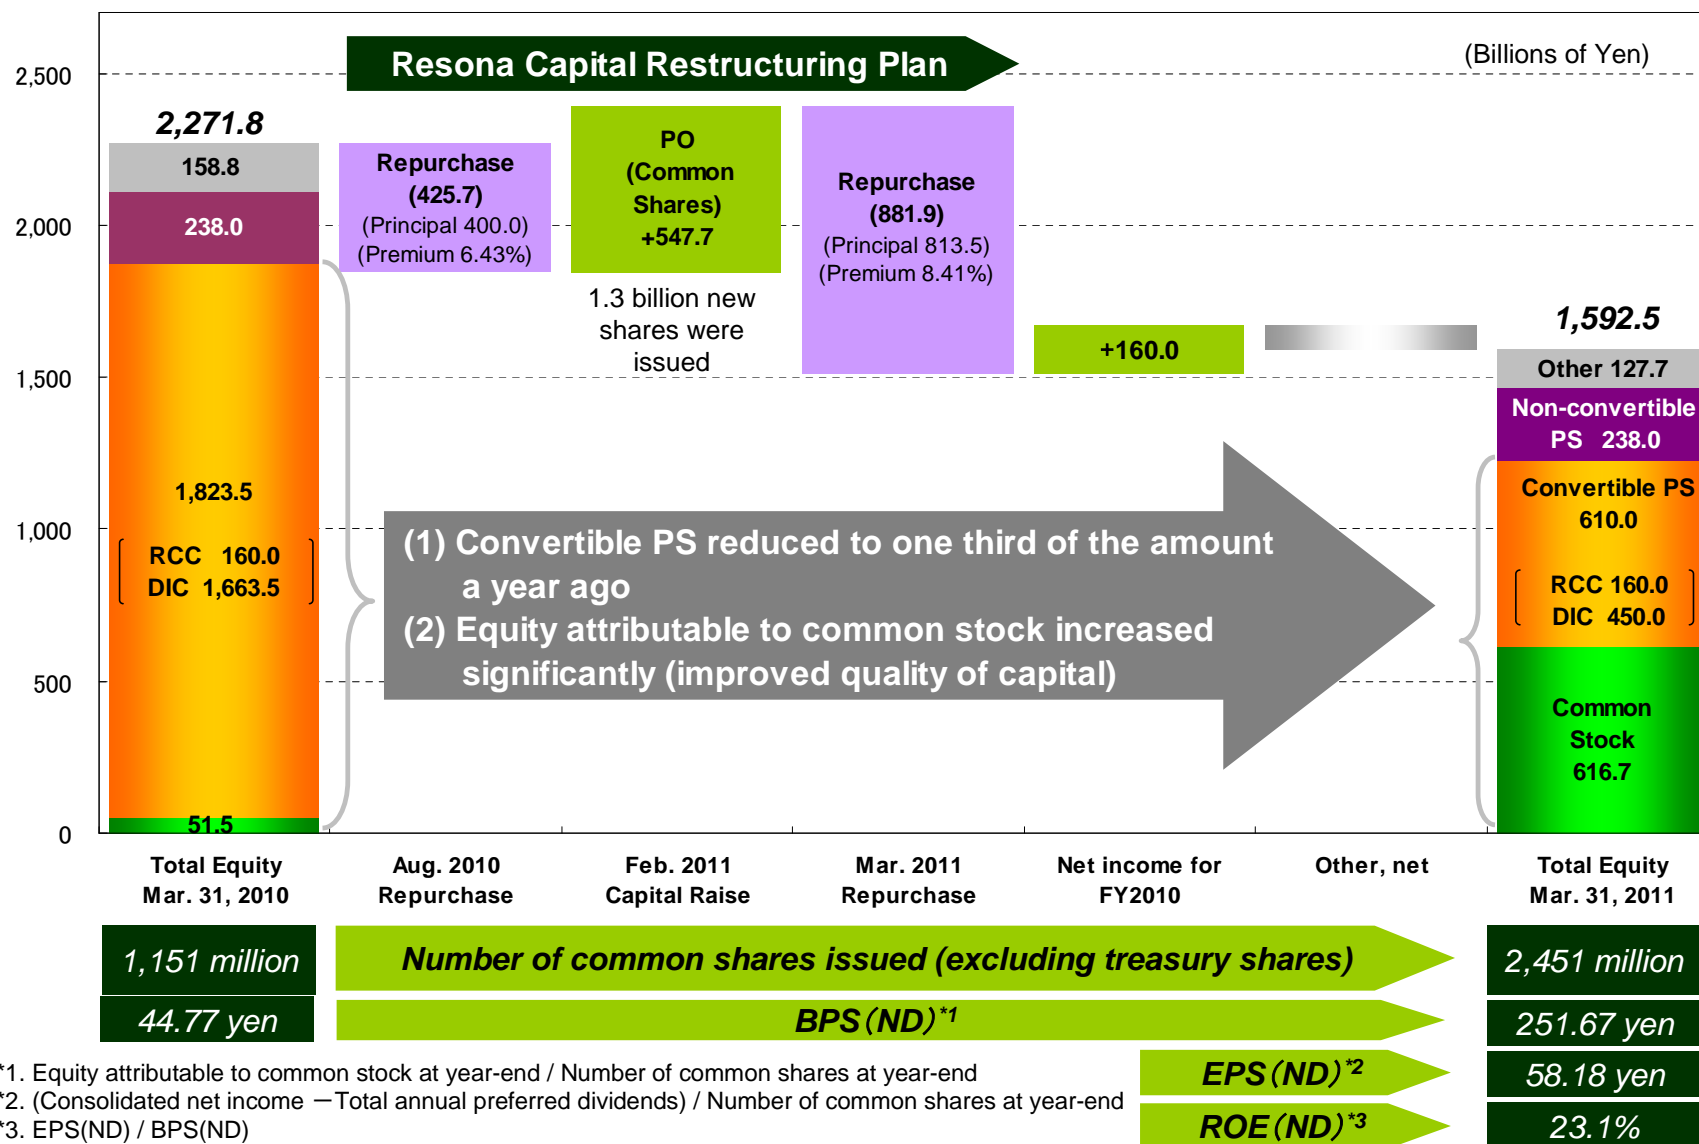 Resona Capital Restructuring Plan
(Billions of Yen)
2,500
2,000
1,500
1,000
500
0
2,271.8
158.8
238.0
1,823.5
RCC 160.0
DIC 1,663.5
51.5
Repurchase
(425.7)
(Principal 400.0)
(Premium 6.43%)
PO
(Common
Shares)
+547.7
1.3 billion new
shares were
issued
Repurchase
(881.9)
(Principal 813.5)
(Premium 8.41%)
+160.0
1,592.5
Other 127.7
Non-convertible
PS 238.0
Convertible PS
610.0
RCC 160.0
DIC 450.0
Common
Stock
616.7
(1) Convertible PS reduced to one third of the amount
a year ago
(2) Equity attributable to common stock increased
significantly (improved quality of capital)
Total Equity
Mar. 31, 2010
Aug. 2010
Repurchase
Feb. 2011
Capital Raise
Mar. 2011
Repurchase
Net income for
FY2010
Other, net
Total Equity
Mar. 31, 2011
1,151 million
Number of common shares issued (excluding treasury shares)
2,451 million
44.77 yen
BPS(ND)*1
251.67 yen
EPS(ND)*2
58.18 yen
ROE(ND)*3
23.1%
*1. Equity attributable to common stock at year-end / Number of common shares at year-end
*2. (Consolidated net income －Total annual preferred dividends) / Number of common shares at year-end
*3. EPS(ND) / BPS(ND)